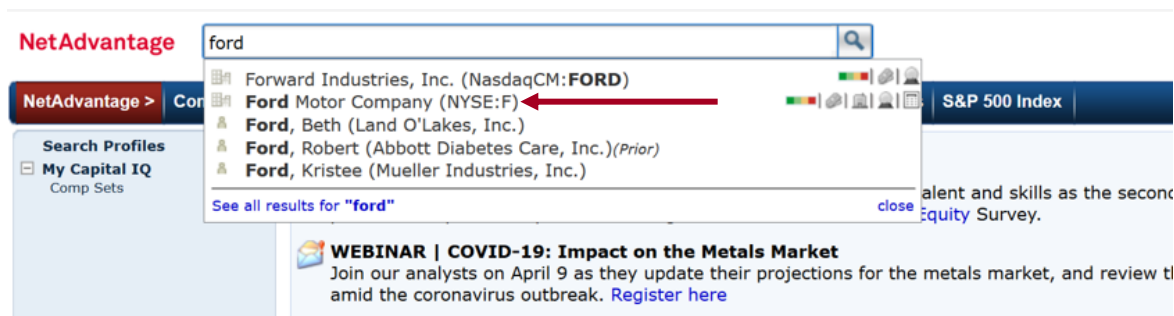 NetAdvantage
ford
Forward Industries, Inc. (NasdaqCM:FORD)
Ford Motor Company (NYSE:F)
Ford, Beth (Land O'Lakes, Inc.)
Ford, Robert (Abbott Diabetes Care, Inc.)(Prior)
Ford, Kristee (Mueller Industries, Inc.)
See all results for "ford"
close
NetAdvantage >
S&P 500 Index
Search Profiles
My Capital IQ
Comp Sets
and skills as the
Equity Survey.
WEBINAR | COVID-19: Impact on the Metals Market
Join our analysts on April 9 as they update their projections for the metals market, and review
amid the coronavirus outbreak. Register here